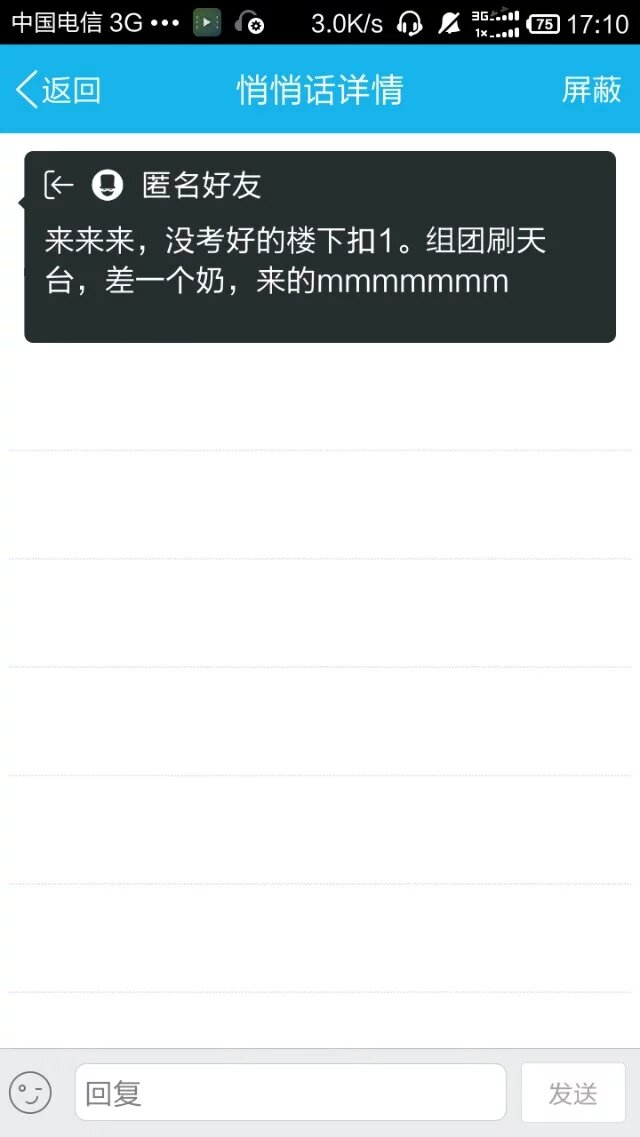 中国电信 3G ••• 3.0K/s 3G 1x 75 17:10
返回 悄悄话详情 屏蔽
匿名好友
来来来，没考好的楼下扣1。组团刷天
台，差一个奶，来的mmmmmmm
回复 发送